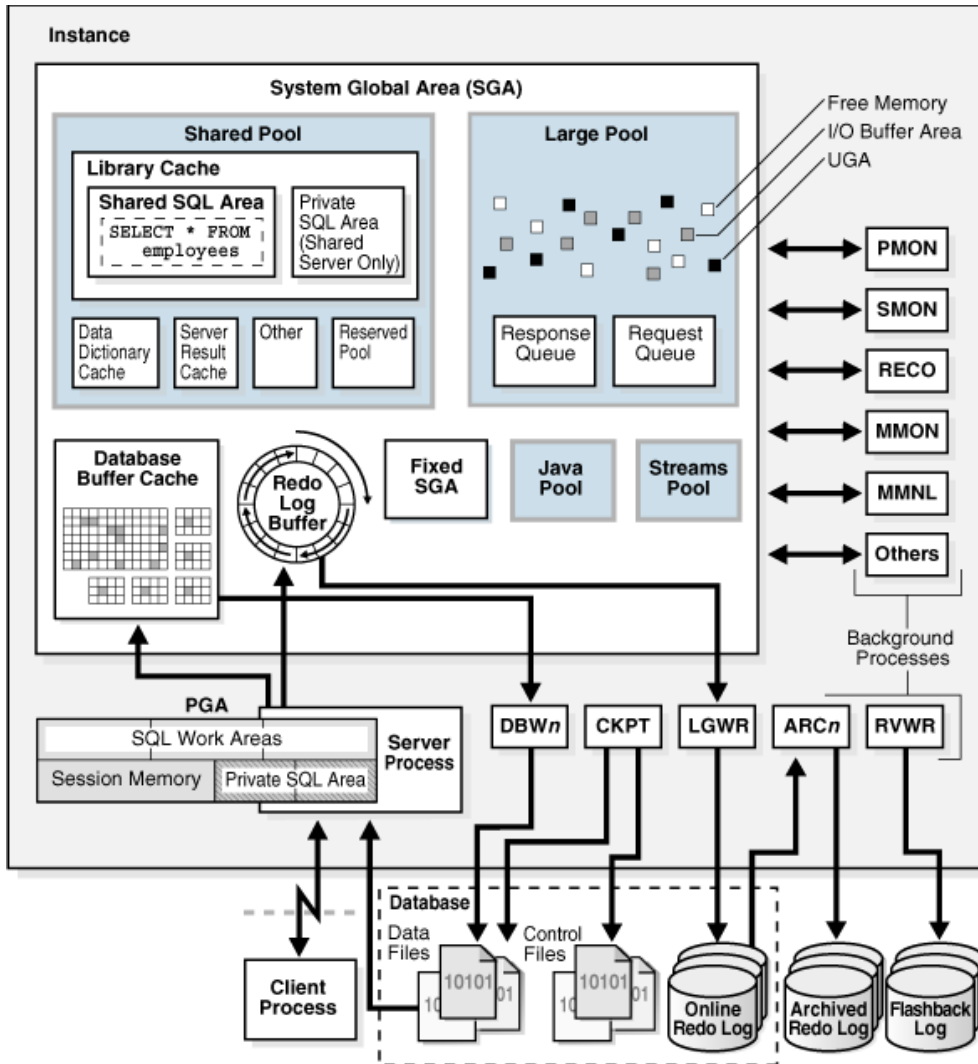 Instance
System Global Area (SGA)
Shared Pool
Library Cache
Shared SQL Area
SELECT * FROM
employees
Private
SQL Area
(Shared
Server Only)
Data
Dictionary
Cache
Server
Result
Cache
Other
Reserved
Pool
Large Pool
Response
Queue
Request
Queue
Free Memory
I/O Buffer Area
UGA
Database
Buffer Cache
Redo
Log
Buffer
Fixed
SGA
Java
Pool
Streams
Pool
PMON
SMON
RECO
MMON
MMNL
Others
Background
Processes
PGA
SQL Work Areas
Session Memory
Private SQL Area
Server
Process
DBWn
CKPT
LGWR
ARCn
RVWR
Client
Process
Database
Data
Files
10
10101
01
Control
Files
10
10101
01
Online
Redo Log
Archived
Redo Log
Flashback
Log